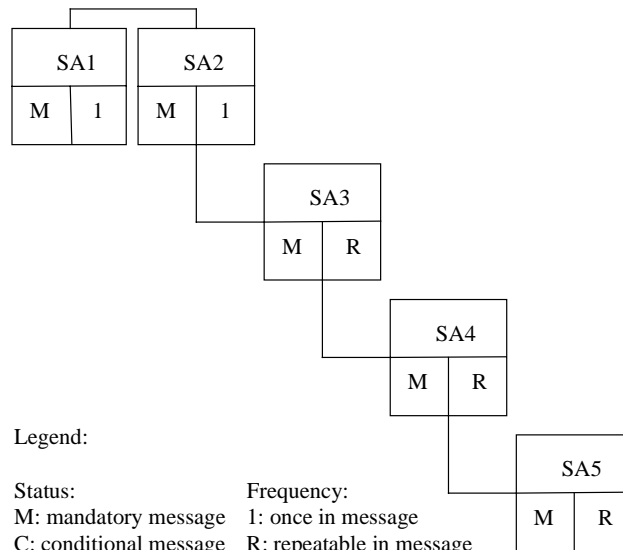 SA1 SA2
M 1 M 1
SA3
M R
SA4
M R
Legend:
SA5
Status: Frequency:
M: mandatory message 1: once in message
M R
C: conditional message R: repeatable in message